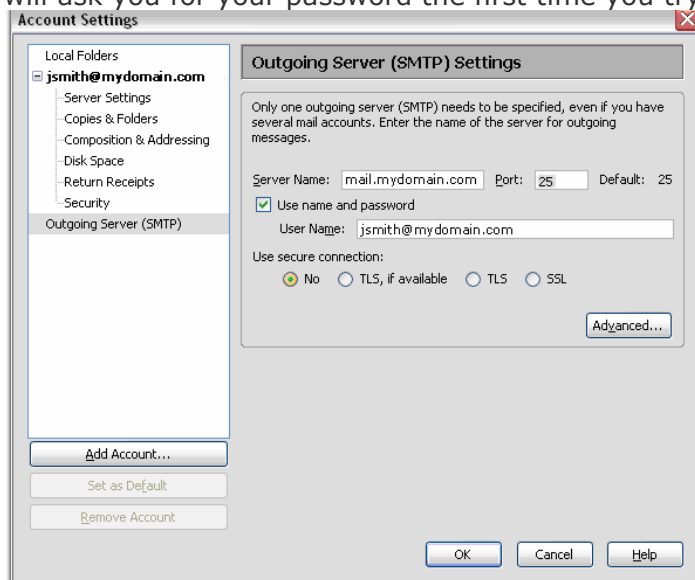 will ask you for your password the first time you try
Account Settings
Local Folders
jsmith@mydomain.com
Server Settings
Copies & Folders
Composition & Addressing
Disk Space
Return Receipts
Security
Outgoing Server (SMTP)
Add Account...
Set as Default
Remove Account
Outgoing Server (SMTP) Settings
Only one outgoing server (SMTP) needs to be specified, even if you have
several mail accounts. Enter the name of the server for outgoing
messages.
Server Name: mail.mydomain.com Port: 25 Default: 25
Use name and password
User Name: jsmith@mydomain.com
Use secure connection:
No TLS, if available TLS SSL
Advanced...
OK Cancel Help